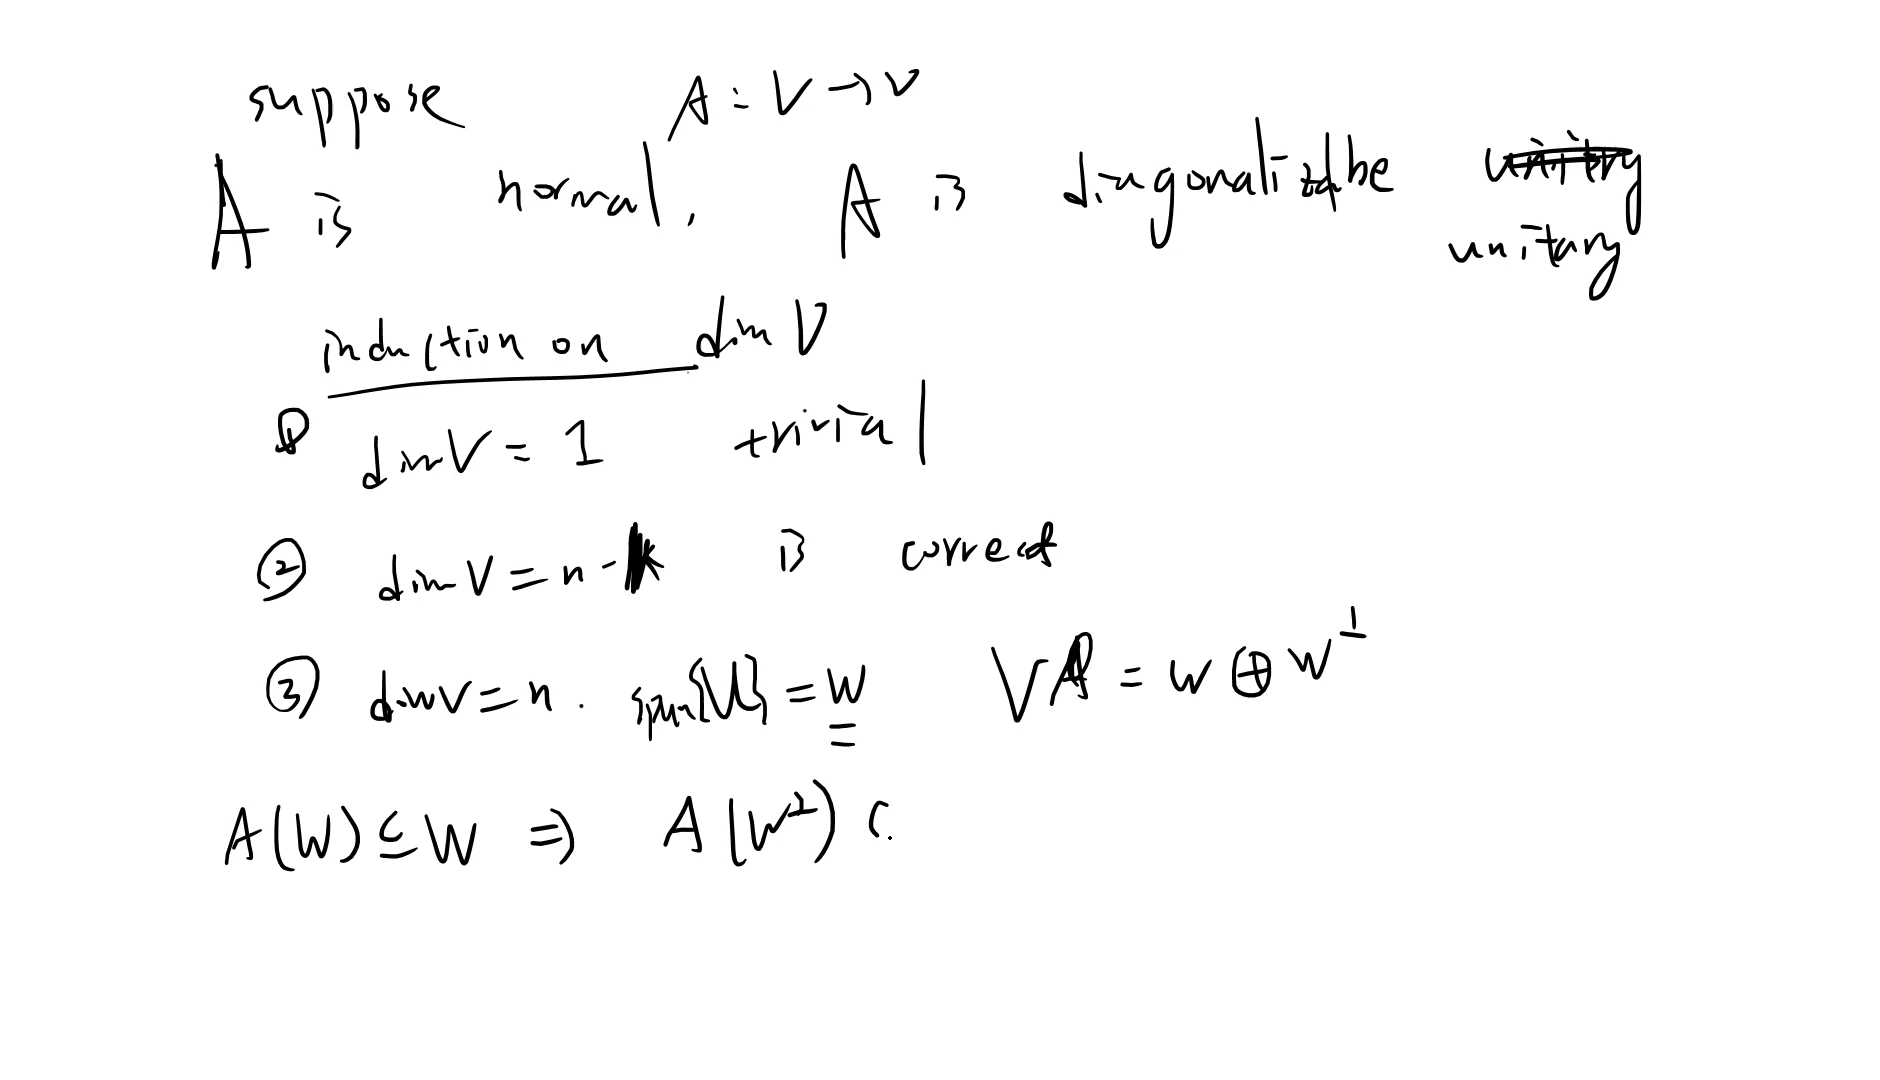 suppose A : V → V
A is normal, A is diagonalizable
unitary
induction on dim V
① dim V = 1 trivial
② dim V = n - 1 is correct
③ dim V = n . span{v} = W V = W ⊕ W^⊥
A(W) ⊆ W ⇒ A(W^⊥) ⊂